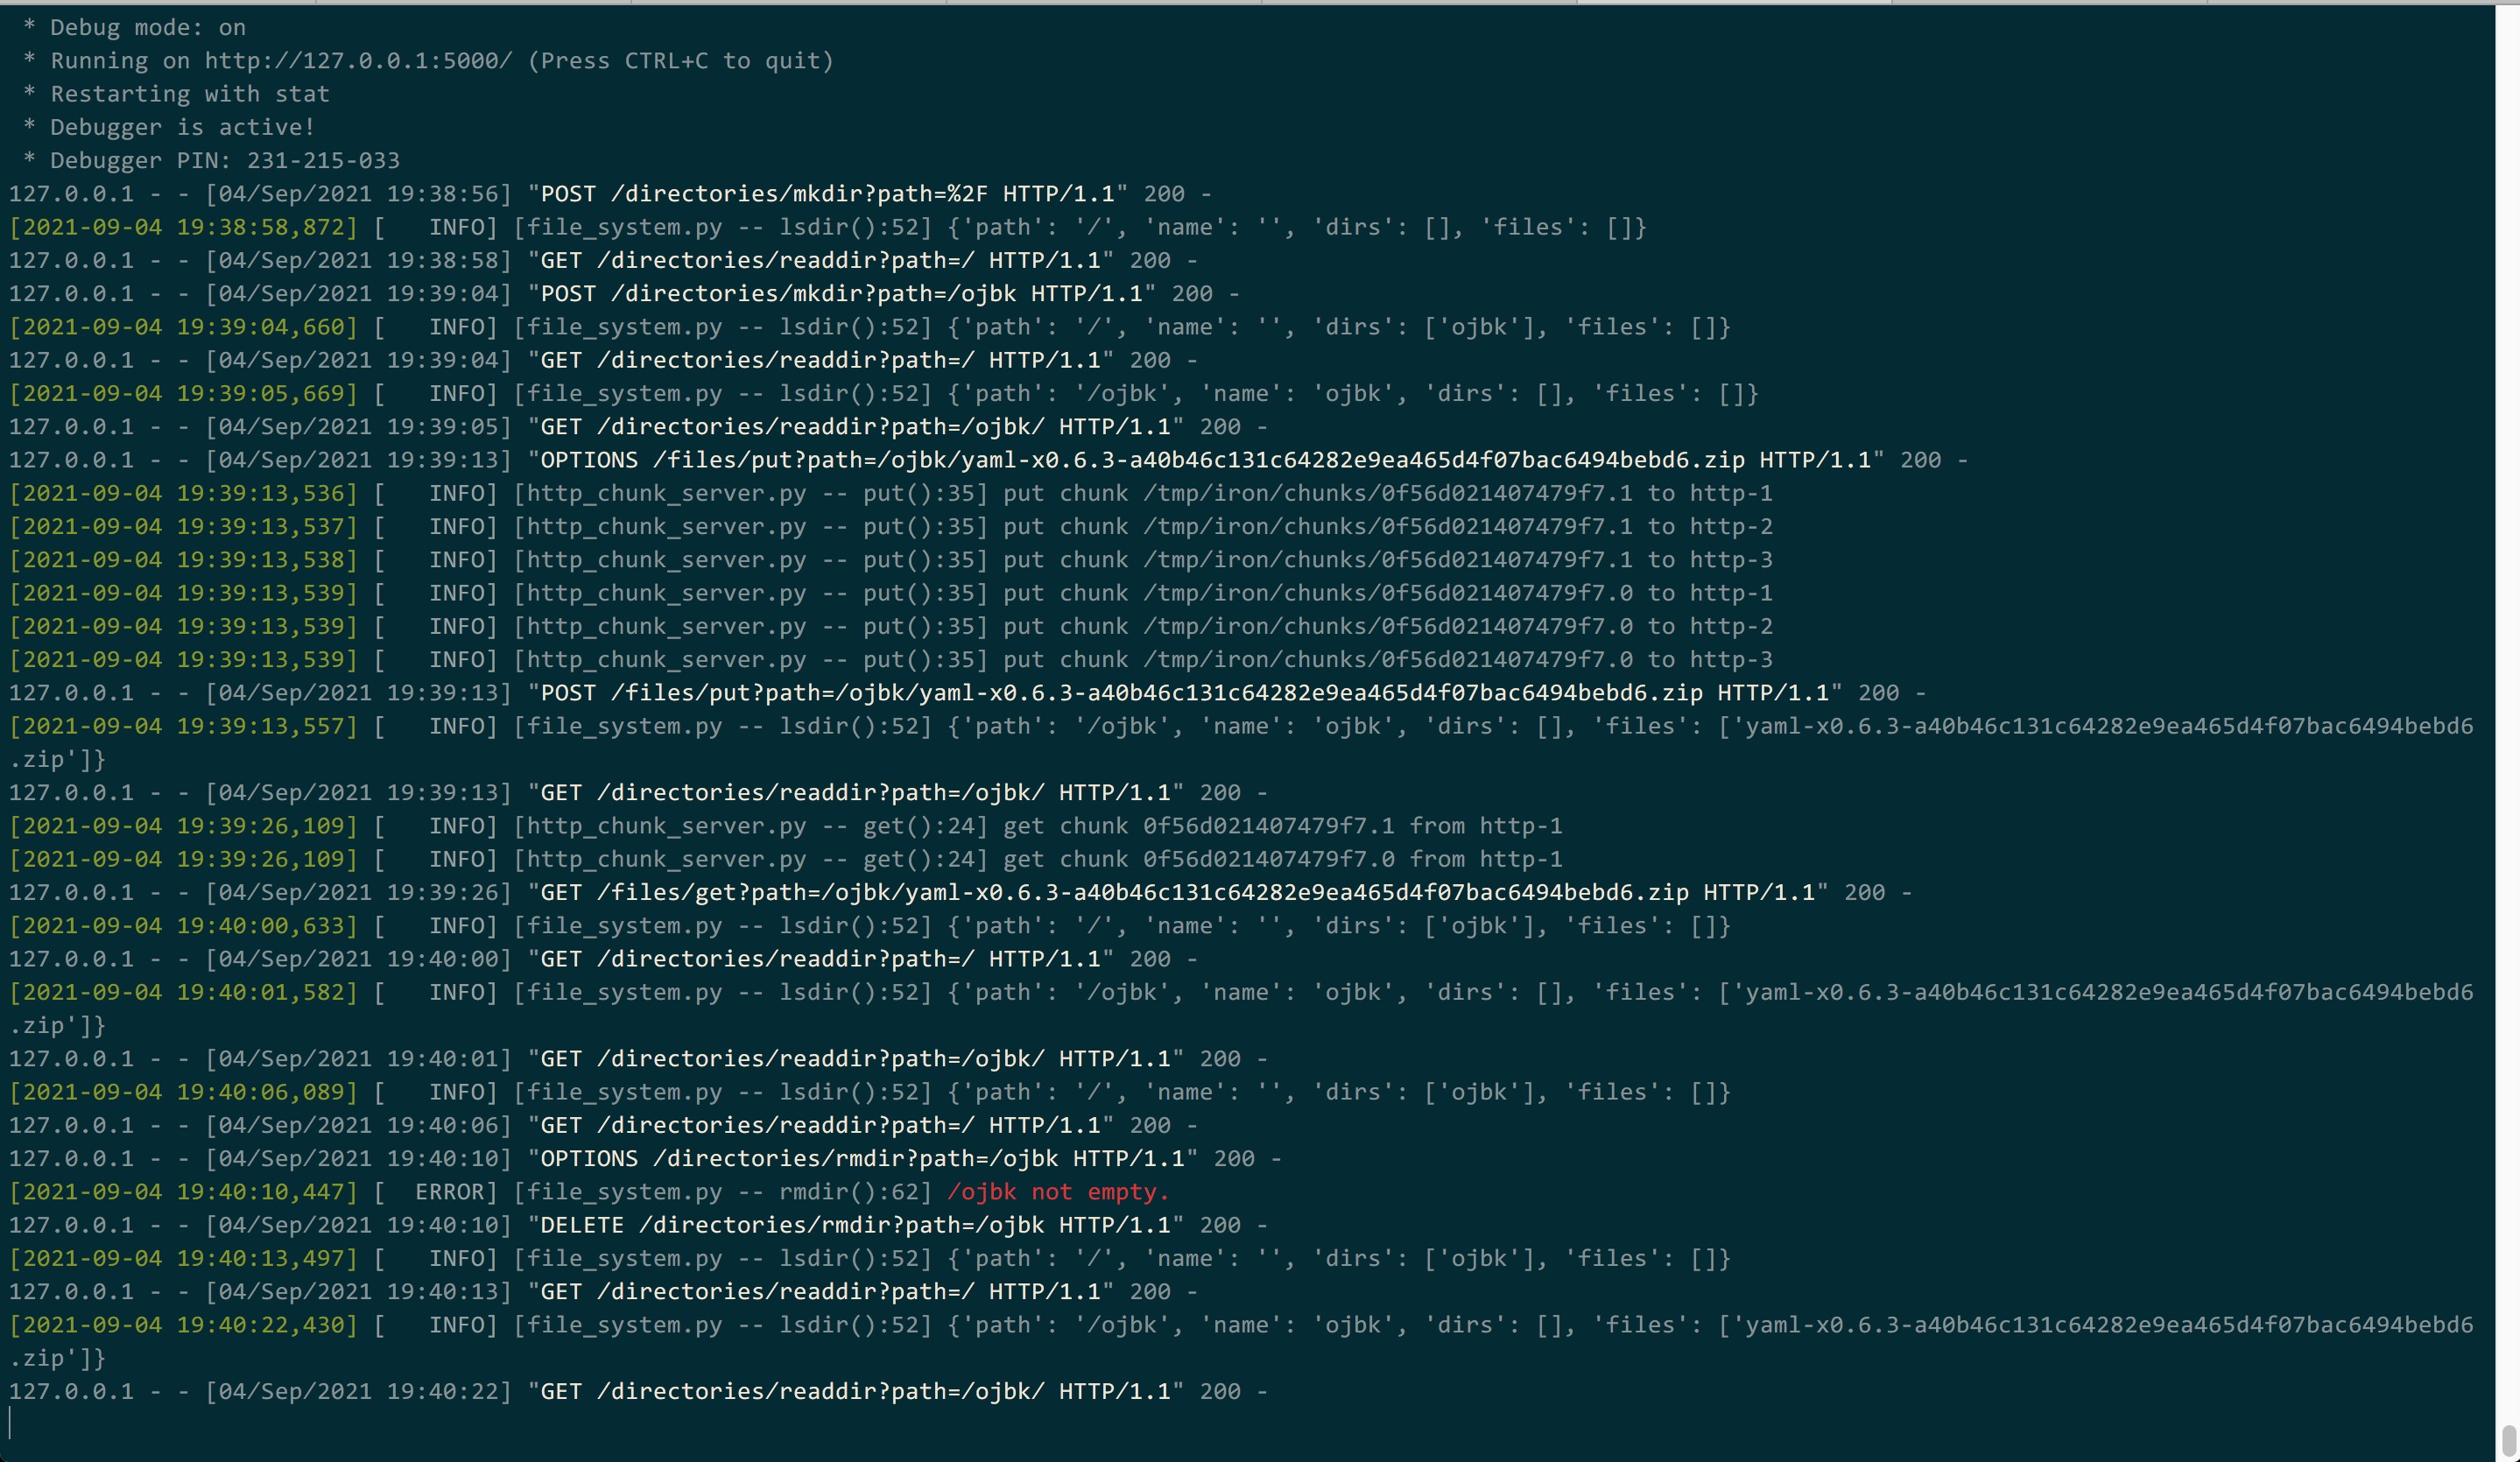 * Debug mode: on
 * Running on http://127.0.0.1:5000/ (Press CTRL+C to quit)
 * Restarting with stat
 * Debugger is active!
 * Debugger PIN: 231-215-033
127.0.0.1 - - [04/Sep/2021 19:38:56] "POST /directories/mkdir?path=%2F HTTP/1.1" 200 -
[2021-09-04 19:38:58,872] [   INFO] [file_system.py -- lsdir():52] {'path': '/', 'name': '', 'dirs': [], 'files': []}
127.0.0.1 - - [04/Sep/2021 19:38:58] "GET /directories/readdir?path=/ HTTP/1.1" 200 -
127.0.0.1 - - [04/Sep/2021 19:39:04] "POST /directories/mkdir?path=/ojbk HTTP/1.1" 200 -
[2021-09-04 19:39:04,660] [   INFO] [file_system.py -- lsdir():52] {'path': '/', 'name': '', 'dirs': ['ojbk'], 'files': []}
127.0.0.1 - - [04/Sep/2021 19:39:04] "GET /directories/readdir?path=/ HTTP/1.1" 200 -
[2021-09-04 19:39:05,669] [   INFO] [file_system.py -- lsdir():52] {'path': '/ojbk', 'name': 'ojbk', 'dirs': [], 'files': []}
127.0.0.1 - - [04/Sep/2021 19:39:05] "GET /directories/readdir?path=/ojbk/ HTTP/1.1" 200 -
127.0.0.1 - - [04/Sep/2021 19:39:13] "OPTIONS /files/put?path=/ojbk/yaml-x0.6.3-a40b46c131c64282e9ea465d4f07bac6494bebd6.zip HTTP/1.1" 200 -
[2021-09-04 19:39:13,536] [   INFO] [http_chunk_server.py -- put():35] put chunk /tmp/iron/chunks/0f56d021407479f7.1 to http-1
[2021-09-04 19:39:13,537] [   INFO] [http_chunk_server.py -- put():35] put chunk /tmp/iron/chunks/0f56d021407479f7.1 to http-2
[2021-09-04 19:39:13,538] [   INFO] [http_chunk_server.py -- put():35] put chunk /tmp/iron/chunks/0f56d021407479f7.1 to http-3
[2021-09-04 19:39:13,539] [   INFO] [http_chunk_server.py -- put():35] put chunk /tmp/iron/chunks/0f56d021407479f7.0 to http-1
[2021-09-04 19:39:13,539] [   INFO] [http_chunk_server.py -- put():35] put chunk /tmp/iron/chunks/0f56d021407479f7.0 to http-2
[2021-09-04 19:39:13,539] [   INFO] [http_chunk_server.py -- put():35] put chunk /tmp/iron/chunks/0f56d021407479f7.0 to http-3
127.0.0.1 - - [04/Sep/2021 19:39:13] "POST /files/put?path=/ojbk/yaml-x0.6.3-a40b46c131c64282e9ea465d4f07bac6494bebd6.zip HTTP/1.1" 200 -
[2021-09-04 19:39:13,557] [   INFO] [file_system.py -- lsdir():52] {'path': '/ojbk', 'name': 'ojbk', 'dirs': [], 'files': ['yaml-x0.6.3-a40b46c131c64282e9ea465d4f07bac6494bebd6
.zip']}
127.0.0.1 - - [04/Sep/2021 19:39:13] "GET /directories/readdir?path=/ojbk/ HTTP/1.1" 200 -
[2021-09-04 19:39:26,109] [   INFO] [http_chunk_server.py -- get():24] get chunk 0f56d021407479f7.1 from http-1
[2021-09-04 19:39:26,109] [   INFO] [http_chunk_server.py -- get():24] get chunk 0f56d021407479f7.0 from http-1
127.0.0.1 - - [04/Sep/2021 19:39:26] "GET /files/get?path=/ojbk/yaml-x0.6.3-a40b46c131c64282e9ea465d4f07bac6494bebd6.zip HTTP/1.1" 200 -
[2021-09-04 19:40:00,633] [   INFO] [file_system.py -- lsdir():52] {'path': '/', 'name': '', 'dirs': ['ojbk'], 'files': []}
127.0.0.1 - - [04/Sep/2021 19:40:00] "GET /directories/readdir?path=/ HTTP/1.1" 200 -
[2021-09-04 19:40:01,582] [   INFO] [file_system.py -- lsdir():52] {'path': '/ojbk', 'name': 'ojbk', 'dirs': [], 'files': ['yaml-x0.6.3-a40b46c131c64282e9ea465d4f07bac6494bebd6
.zip']}
127.0.0.1 - - [04/Sep/2021 19:40:01] "GET /directories/readdir?path=/ojbk/ HTTP/1.1" 200 -
[2021-09-04 19:40:06,089] [   INFO] [file_system.py -- lsdir():52] {'path': '/', 'name': '', 'dirs': ['ojbk'], 'files': []}
127.0.0.1 - - [04/Sep/2021 19:40:06] "GET /directories/readdir?path=/ HTTP/1.1" 200 -
127.0.0.1 - - [04/Sep/2021 19:40:10] "OPTIONS /directories/rmdir?path=/ojbk HTTP/1.1" 200 -
[2021-09-04 19:40:10,447] [  ERROR] [file_system.py -- rmdir():62] /ojbk not empty.
127.0.0.1 - - [04/Sep/2021 19:40:10] "DELETE /directories/rmdir?path=/ojbk HTTP/1.1" 200 -
[2021-09-04 19:40:13,497] [   INFO] [file_system.py -- lsdir():52] {'path': '/', 'name': '', 'dirs': ['ojbk'], 'files': []}
127.0.0.1 - - [04/Sep/2021 19:40:13] "GET /directories/readdir?path=/ HTTP/1.1" 200 -
[2021-09-04 19:40:22,430] [   INFO] [file_system.py -- lsdir():52] {'path': '/ojbk', 'name': 'ojbk', 'dirs': [], 'files': ['yaml-x0.6.3-a40b46c131c64282e9ea465d4f07bac6494bebd6
.zip']}
127.0.0.1 - - [04/Sep/2021 19:40:22] "GET /directories/readdir?path=/ojbk/ HTTP/1.1" 200 -